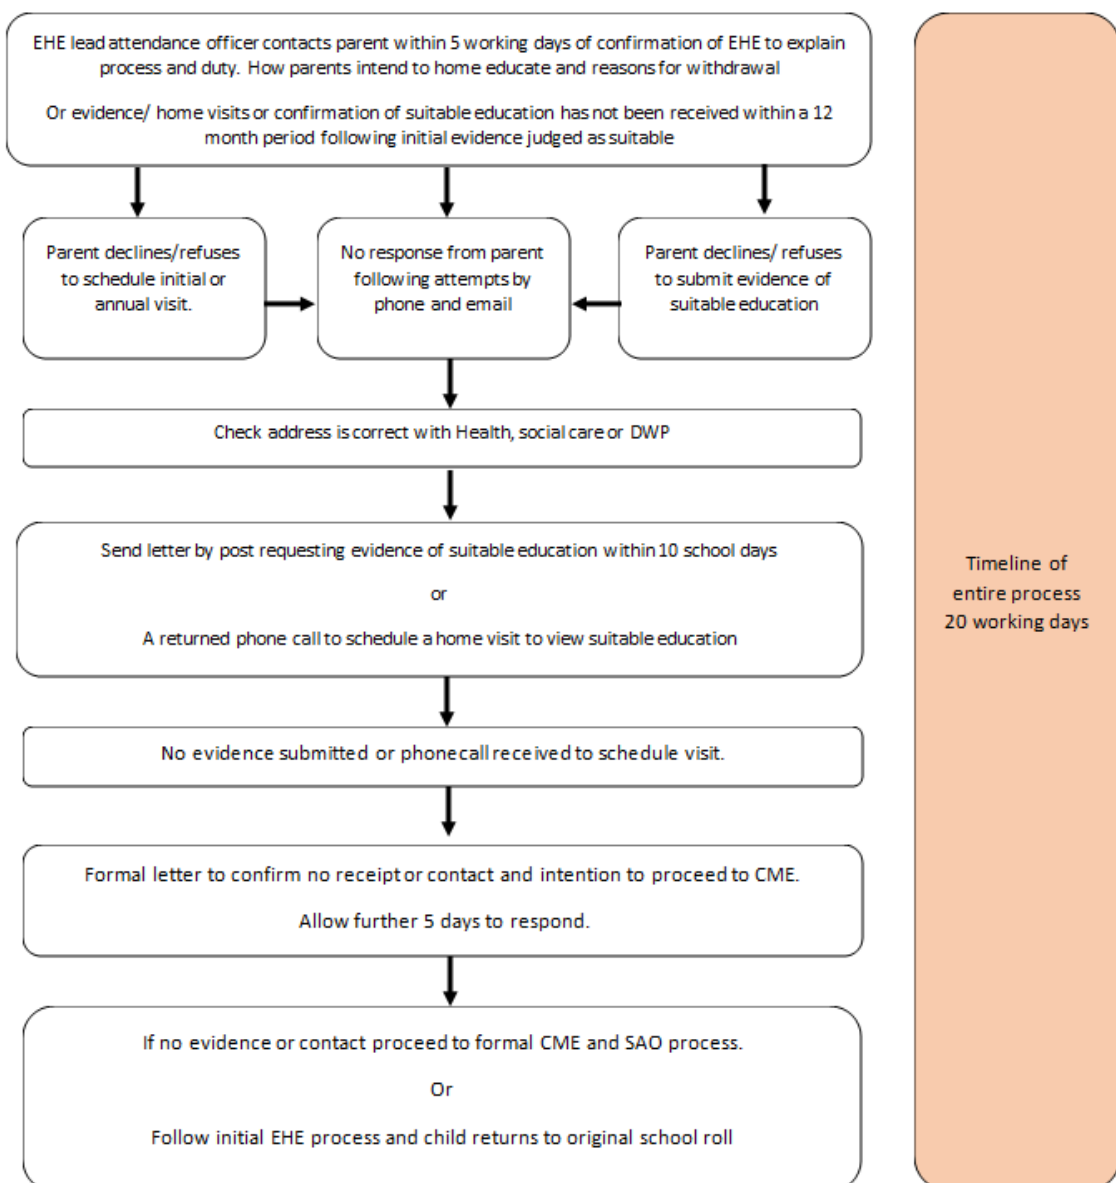 EHE lead attendance officer contacts parent within 5 working days of confirmation of EHE to explain
process and duty. How parents intend to home educate and reasons for withdrawal
Or evidence/ home visits or confirmation of suitable education has not been received within a 12
month period following initial evidence judged as suitable
Parent declines/refuses
to schedule initial or
annual visit.
No response from parent
following attempts by
phone and email
Parent declines/ refuses
to submit evidence of
suitable education
Check address is correct with Health, social care or DWP
Send letter by post requesting evidence of suitable education within 10 school days
or
A returned phone call to schedule a home visit to view suitable education
No evidence submitted or phonecall received to schedule visit.
Formal letter to confirm no receipt or contact and intention to proceed to CME.
Allow further 5 days to respond.
If no evidence or contact proceed to formal CME and SAO process.
Or
Follow initial EHE process and child returns to original school roll
Timeline of
entire process
20 working days